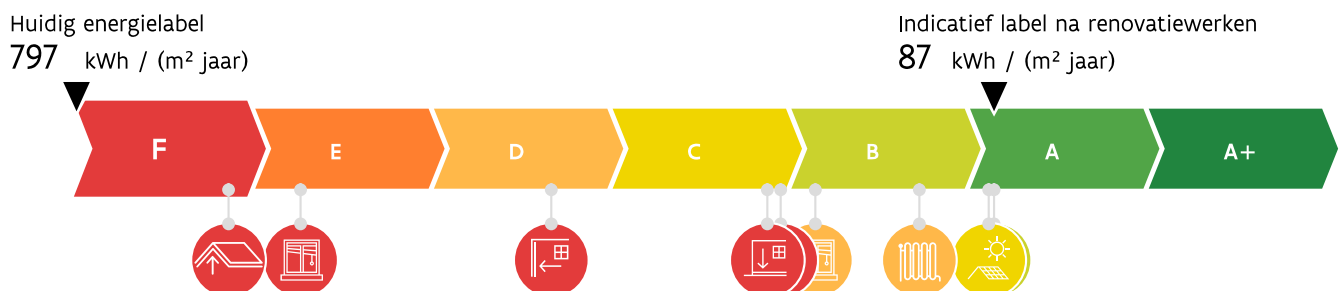 Huidig energielabel
797 kWh / (m² jaar)
Indicatief label na renovatiewerken
87 kWh / (m² jaar)
F E D C B A A+